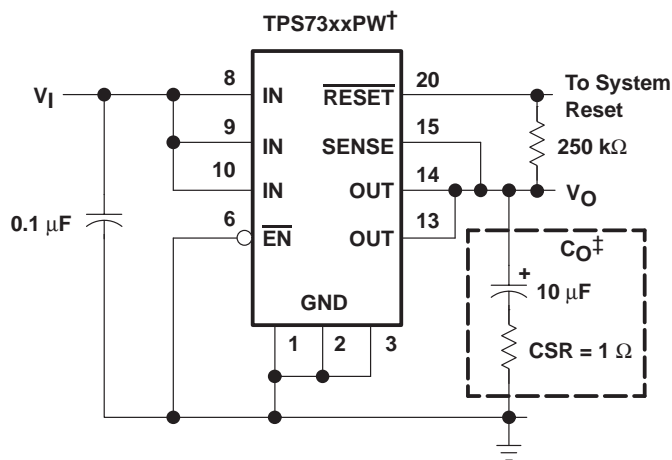 TPS73xxPW†
V_I
8
IN
RESET
20
To System
Reset
9
IN
SENSE
15
250 kΩ
10
IN
OUT
14
V_O
0.1 μF
6
EN
OUT
13
C_O‡
+
10 μF
GND
1
2
3
CSR = 1 Ω